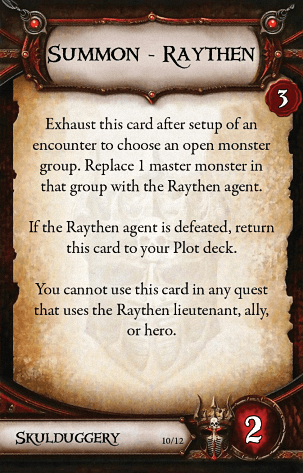 Summon - Raythen
3
Exhaust this card after setup of an
encounter to choose an open monster
group. Replace 1 master monster in
that group with the Raythen agent.
If the Raythen agent is defeated, return
this card to your Plot deck.
You cannot use this card in any quest
that uses the Raythen lieutenant, ally,
or hero.
Skulduggery
10/12
2